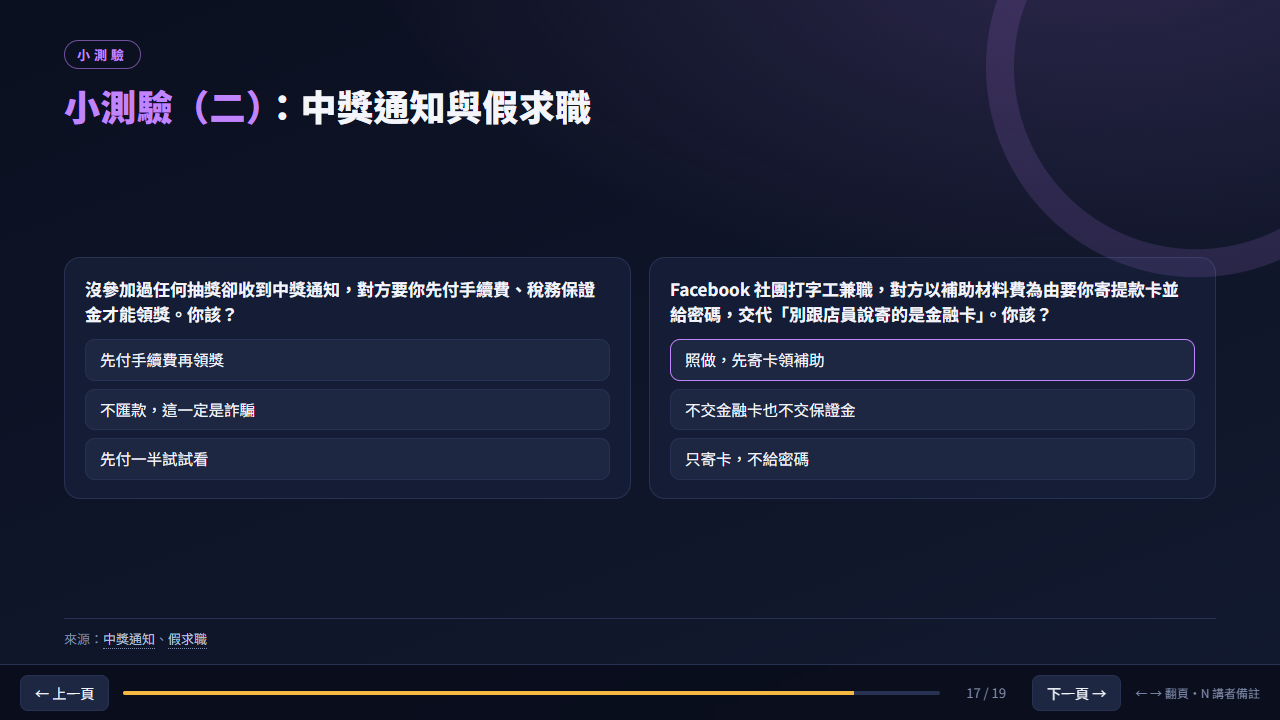 小測驗
小測驗（二）：中獎通知與假求職
沒參加過任何抽獎卻收到中獎通知，對方要你先付手續費、稅務保證
金才能領獎。你該？
先付手續費再領獎
不匯款，這一定是詐騙
先付一半試試看
Facebook 社團打字工兼職，對方以補助材料費為由要你寄提款卡並
給密碼，交代「別跟店員說寄的是金融卡」。你該？
照做，先寄卡領補助
不交金融卡也不交保證金
只寄卡，不給密碼
來源：中獎通知、假求職
← 上一頁
17 / 19
下一頁 →
← → 翻頁・N 講者備註